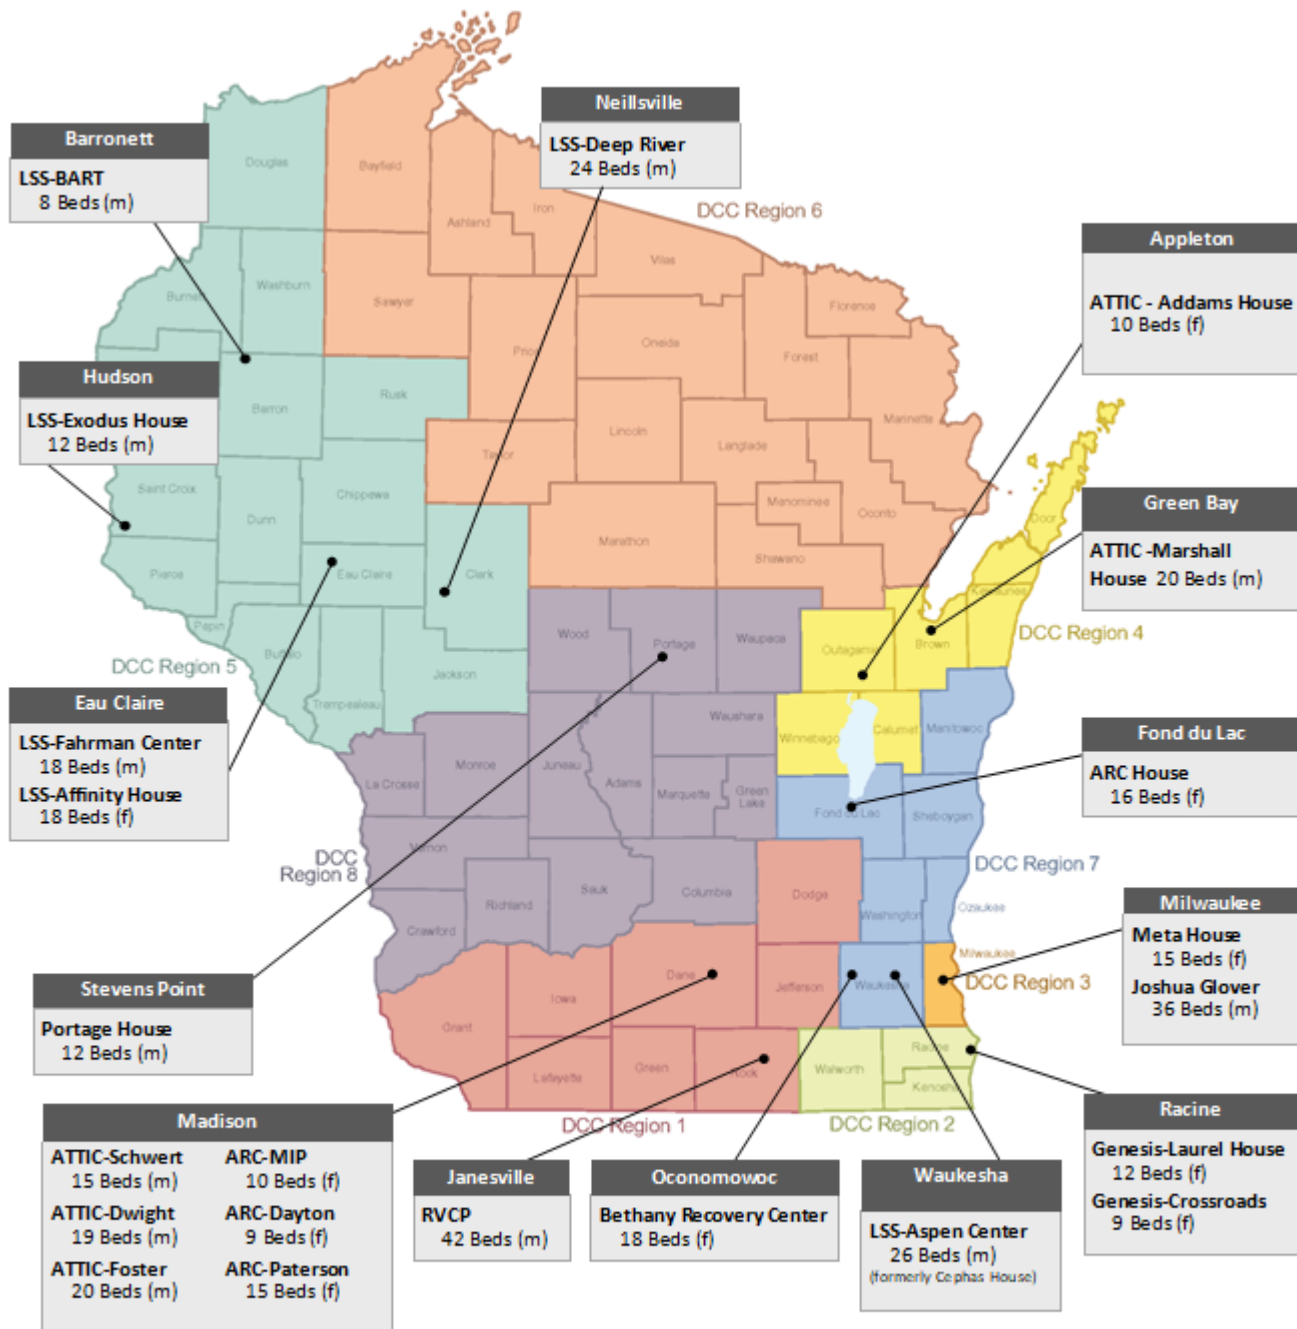 Neillsville
LSS-Deep River
24 Beds (m)
Barronett
LSS-BART
8 Beds (m)
Hudson
LSS-Exodus House
12 Beds (m)
Appleton
ATTIC - Addams House
10 Beds (f)
Green Bay
ATTIC -Marshall
House 20 Beds (m)
Eau Claire
LSS-Fahrman Center
18 Beds (m)
LSS-Affinity House
18 Beds (f)
Fond du Lac
ARC House
16 Beds (f)
Milwaukee
Meta House
15 Beds (f)
Joshua Glover
36 Beds (m)
Stevens Point
Portage House
12 Beds (m)
Madison
ATTIC-Schwert
15 Beds (m)
ATTIC-Dwight
19 Beds (m)
ATTIC-Foster
20 Beds (m)
ARC-MIP
10 Beds (f)
ARC-Dayton
9 Beds (f)
ARC-Paterson
15 Beds (f)
Janesville
RVCP
42 Beds (m)
Oconomowoc
Bethany Recovery Center
18 Beds (f)
Waukesha
LSS-Aspen Center
26 Beds (m)
(formerly Cephas House)
Racine
Genesis-Laurel House
12 Beds (f)
Genesis-Crossroads
9 Beds (f)
DCC Region 6
DCC Region 5
DCC Region 4
DCC
Region 8
DCC Region 7
DCC Region 3
DCC Region 1
DCC Region 2
Douglas
Bayfield
Ashland
Iron
Vilas
Burnett
Washburn
Sawyer
Price
Oneida
Florence
Forest
Marinette
Barron
Rusk
Taylor
Lincoln
Langlade
Menominee
Oconto
Saint Croix
Dunn
Chippewa
Marathon
Shawano
Door
Pierce
Pepin
Eau Claire
Clark
Buffalo
Trempealeau
Jackson
Wood
Portage
Waupaca
Outagamie
Brown
Kewaunee
Waushara
Winnebago
Calumet
Manitowoc
La Crosse
Monroe
Juneau
Adams
Marquette
Green
Lake
Fond du Lac
Sheboygan
Vernon
Richland
Sauk
Columbia
Dodge
Washington
Ozaukee
Crawford
Grant
Iowa
Dane
Jefferson
Waukesha
Milwaukee
Lafayette
Green
Rock
Walworth
Racine
Kenosha